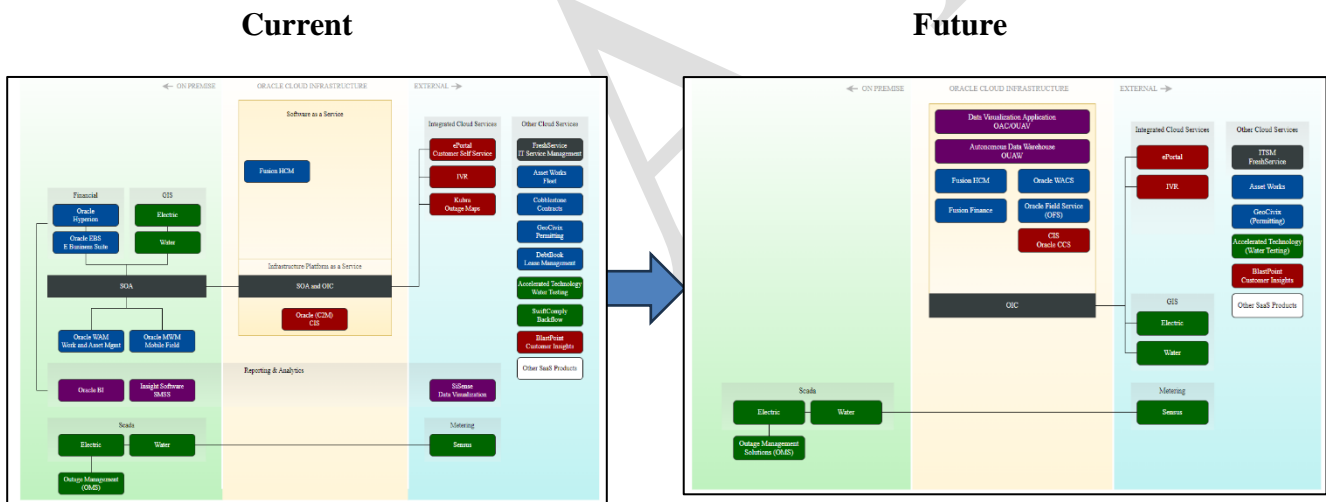 Current
Future
← ON PREMISE
ORACLE CLOUD INFRASTRUCTURE
EXTERNAL →
Software as a Service
Fusion HCM
Integrated Cloud Services
ePortal
Customer Self Service
IVR
Kubra
Outage Maps
Other Cloud Services
FreshService
IT Service Management
Asset Works
Fleet
Cobblestone
Contracts
GeoCivix
Permitting
DebtBook
Lease Management
Accelerated Technology
Water Testing
SwiftComply
Backflow
BlastPoint
Customer Insights
Other SaaS Products
Financial
Oracle
Hyperion
Oracle EBS
E Business Suite
GIS
Electric
Water
Infrastructure Platform as a Service
SOA
SOA and OIC
Oracle (C2M)
CIS
Oracle WAM
Work and Asset Mgmt
Oracle MWM
Mobile Field
Reporting & Analytics
Oracle BI
Insight Software
SMSS
SiSense
Data Visualization
Scada
Electric
Water
Outage Management
(OMS)
Metering
Sensus
← ON PREMISE
ORACLE CLOUD INFRASTRUCTURE
EXTERNAL →
Data Visualization Application
OAC/OUAV
Autonomous Data Warehouse
OUAW
Fusion HCM
Oracle WACS
Fusion Finance
Oracle Field Service
(OFS)
CIS
Oracle CCS
OIC
Integrated Cloud Services
ePortal
IVR
Other Cloud Services
ITSM
FreshService
Asset Works
GeoCivix
(Permitting)
Accelerated Technology
(Water Testing)
BlastPoint
Customer Insights
Other SaaS Products
GIS
Electric
Water
Scada
Electric
Water
Outage Management
Solutions (OMS)
Metering
Sensus